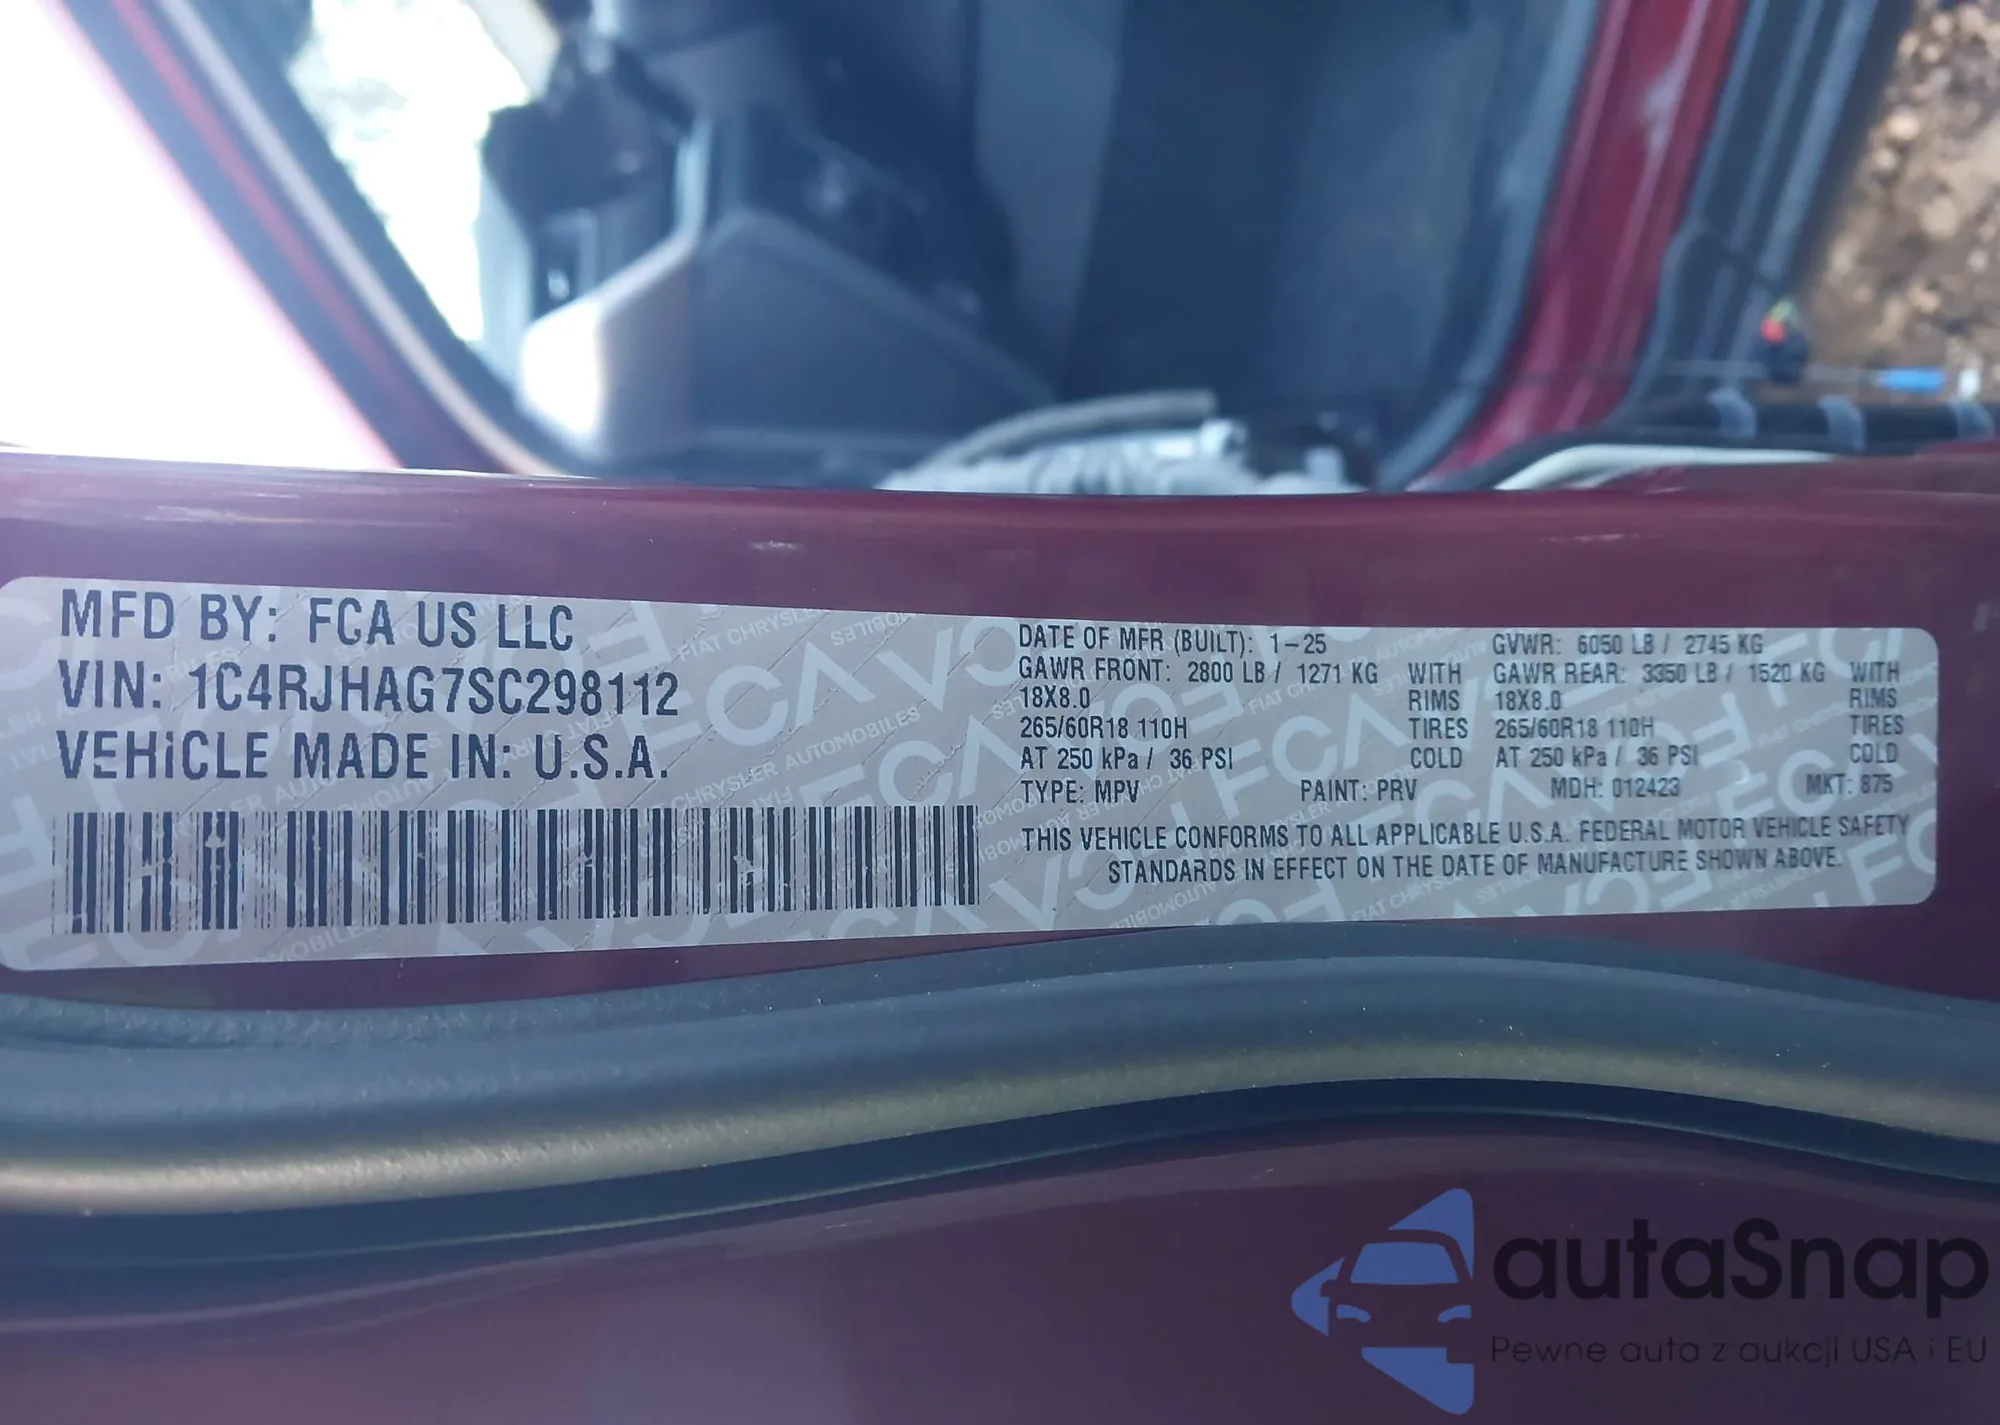 MFD BY: FCA US LLC
VIN: 1C4RJHAG7SC298112
VEHiCLE MADE IN: U.S.A.
DATE OF MFR (BUILT): 1-25 GVWR: 6050 LB / 2745 KG
GAWR FRONT: 2800 LB / 1271 KG WITH GAWR REAR: 3350 LB / 1520 KG WITH
18X8.0 RIMS 18X8.0 RIMS
265/60R18 110H TIRES 265/60R18 110H TIRES
AT 250 kPa / 36 PSI COLD AT 250 kPa / 36 PSI COLD
TYPE: MPV PAINT: PRV MDH: 012423 MKT: 875
THIS VEHICLE CONFORMS TO ALL APPLICABLE U.S.A. FEDERAL MOTOR VEHICLE SAFETY
STANDARDS IN EFFECT ON THE DATE OF MANUFACTURE SHOWN ABOVE.
autaSnap
Pewne auta z aukcji USA i EU